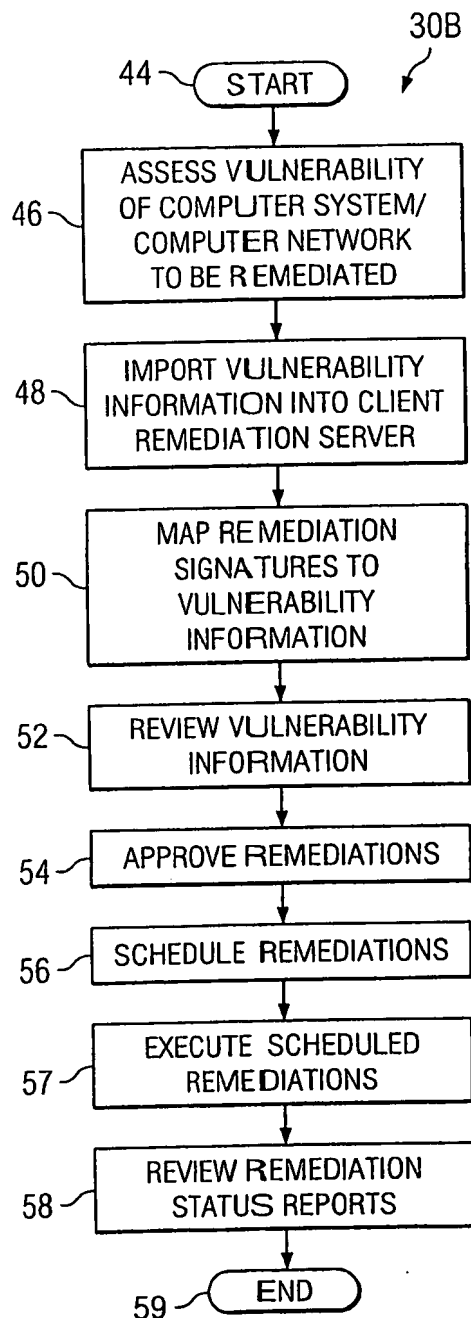 30B
44 START
46 ASSESS VULNERABILITY
OF COMPUTER SYSTEM/
COMPUTER NETWORK
TO BE REMEDIATED
48 IMPORT VULNERABILITY
INFORMATION INTO CLIENT
REMEDIATION SERVER
50 MAP REMEDIATION
SIGNATURES TO
VULNERABILITY
INFORMATION
52 REVIEW VULNERABILITY
INFORMATION
54 APPROVE REMEDIATIONS
56 SCHEDULE REMEDIATIONS
57 EXECUTE SCHEDULED
REMEDIATIONS
58 REVIEW REMEDIATION
STATUS REPORTS
59 END